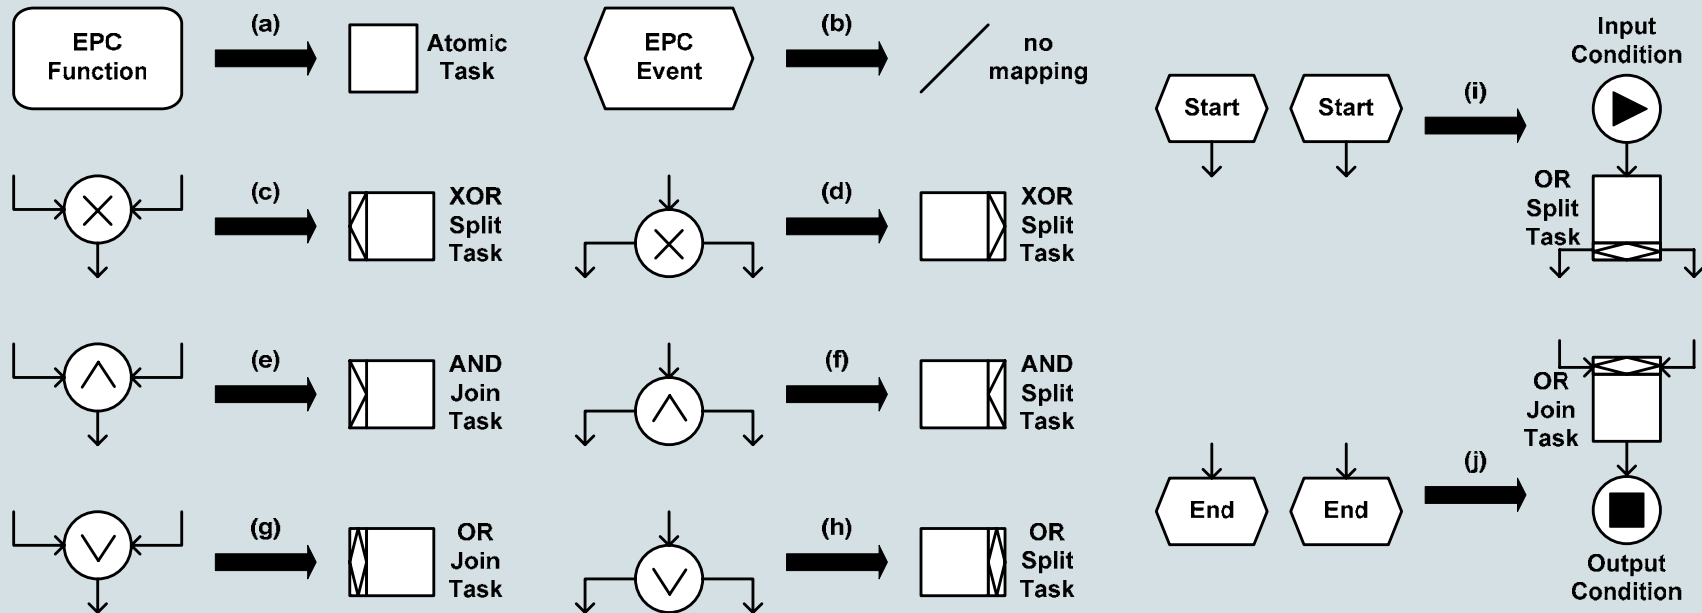 EPC
Function
(a)
Atomic
Task
EPC
Event
(b)
no
mapping
Start
Start
(i)
Input
Condition
OR
Split
Task
(c)
XOR
Split
Task
(d)
XOR
Split
Task
(e)
AND
Join
Task
(f)
AND
Split
Task
OR
Join
Task
(g)
OR
Join
Task
(h)
OR
Split
Task
End
End
(j)
Output
Condition